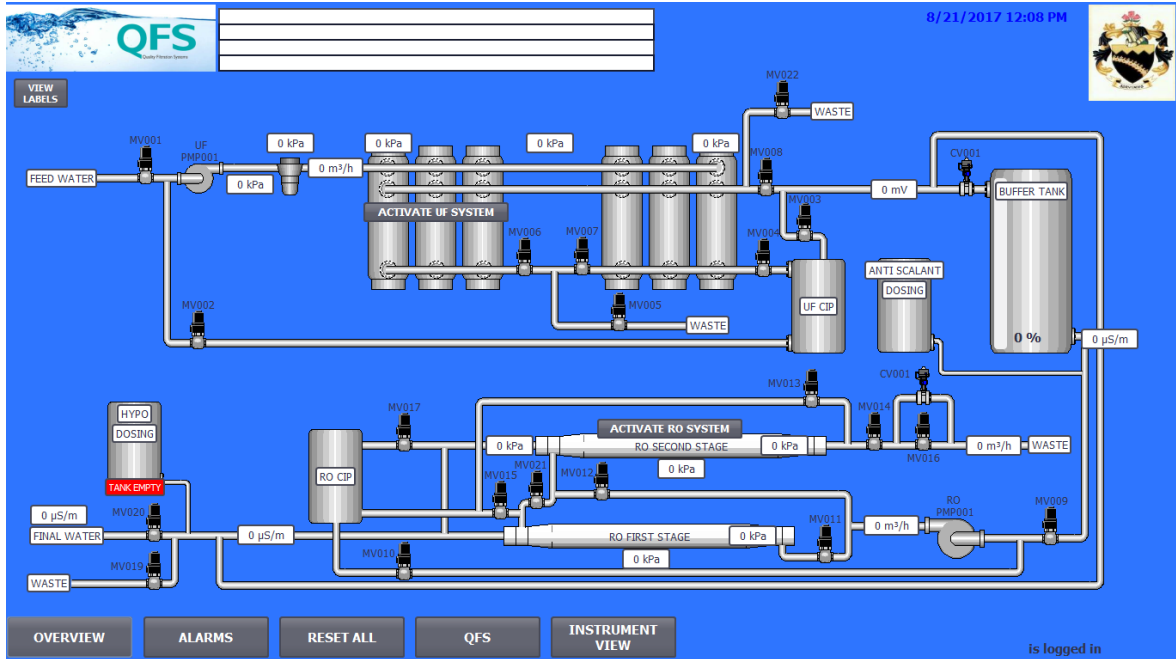 QFS
Quality Filtration Systems
8/21/2017 12:08 PM
VIEW
LABELS
MV022
WASTE
MV001
UF
PMP001
0 kPa
0 kPa
0 kPa
0 kPa
MV008
CV001
FEED WATER
0 kPa
0 m³/h
0 mV
BUFFER TANK
MV003
ACTIVATE UF SYSTEM
MV006
MV007
MV004
ANTI SCALANT
DOSING
MV002
MV005
UF CIP
WASTE
0 %
0 µS/m
MV013
CV001
HYPO
DOSING
MV017
MV014
ACTIVATE RO SYSTEM
0 kPa
RO SECOND STAGE
0 kPa
MV016
0 m³/h
WASTE
RO CIP
MV015
MV021
MV012
0 kPa
TANK EMPTY
0 µS/m
MV020
RO
PMP001
MV009
FINAL WATER
0 µS/m
RO FIRST STAGE
0 kPa
MV011
0 m³/h
MV019
MV010
0 kPa
WASTE
OVERVIEW
ALARMS
RESET ALL
QFS
INSTRUMENT
VIEW
is logged in